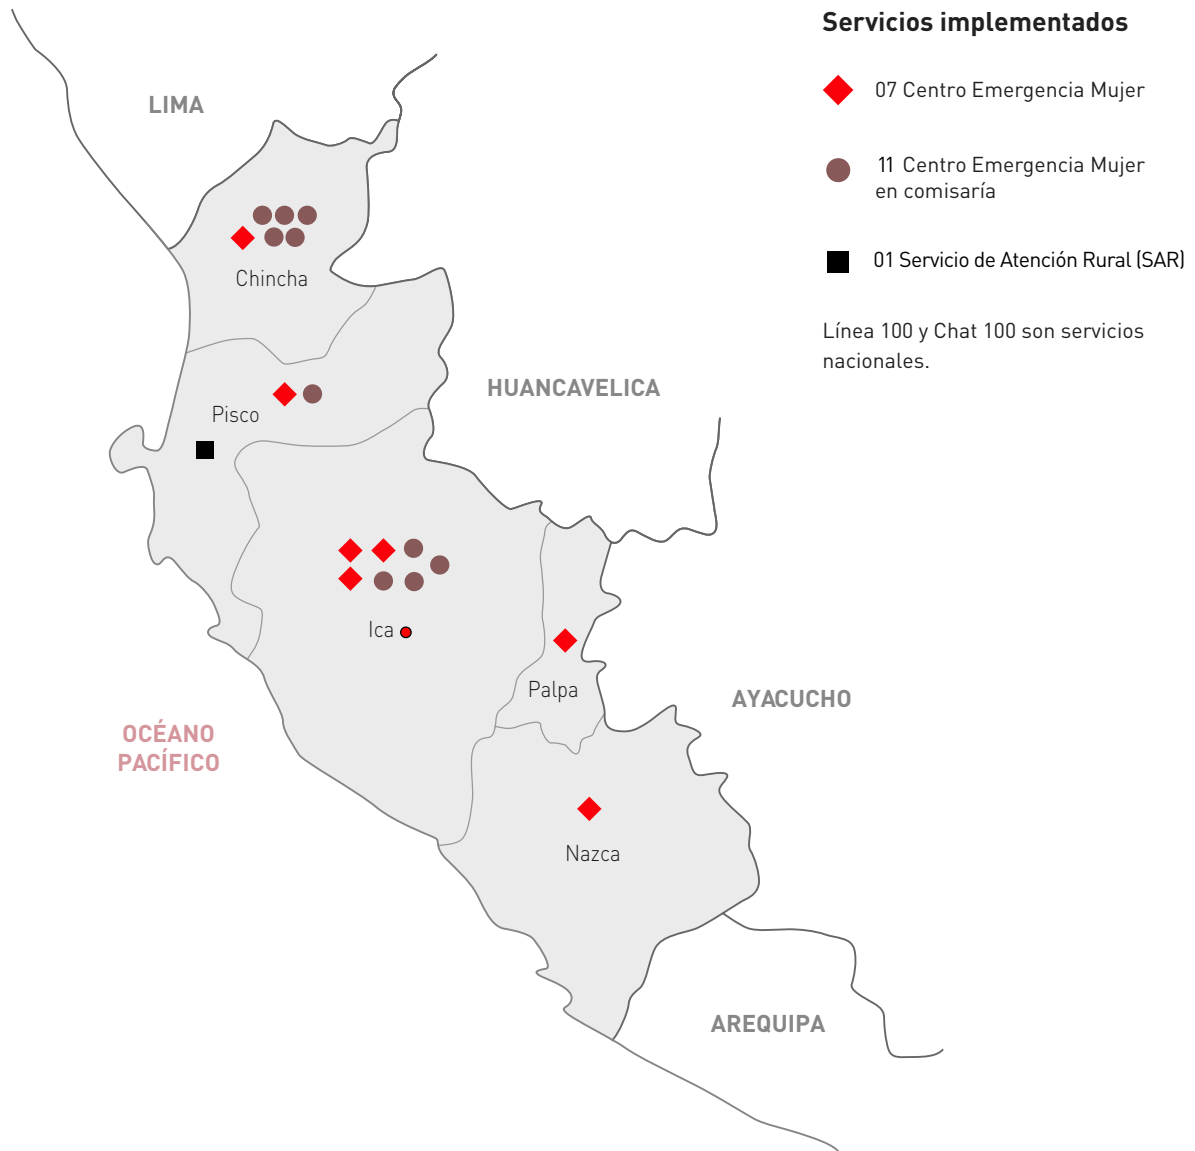 Servicios implementados
07 Centro Emergencia Mujer
11 Centro Emergencia Mujer
en comisaría
01 Servicio de Atención Rural (SAR)
Línea 100 y Chat 100 son servicios
nacionales.
LIMA
Chincha
HUANCAVELICA
Pisco
Ica
Palpa
AYACUCHO
OCÉANO
PACÍFICO
Nazca
AREQUIPA